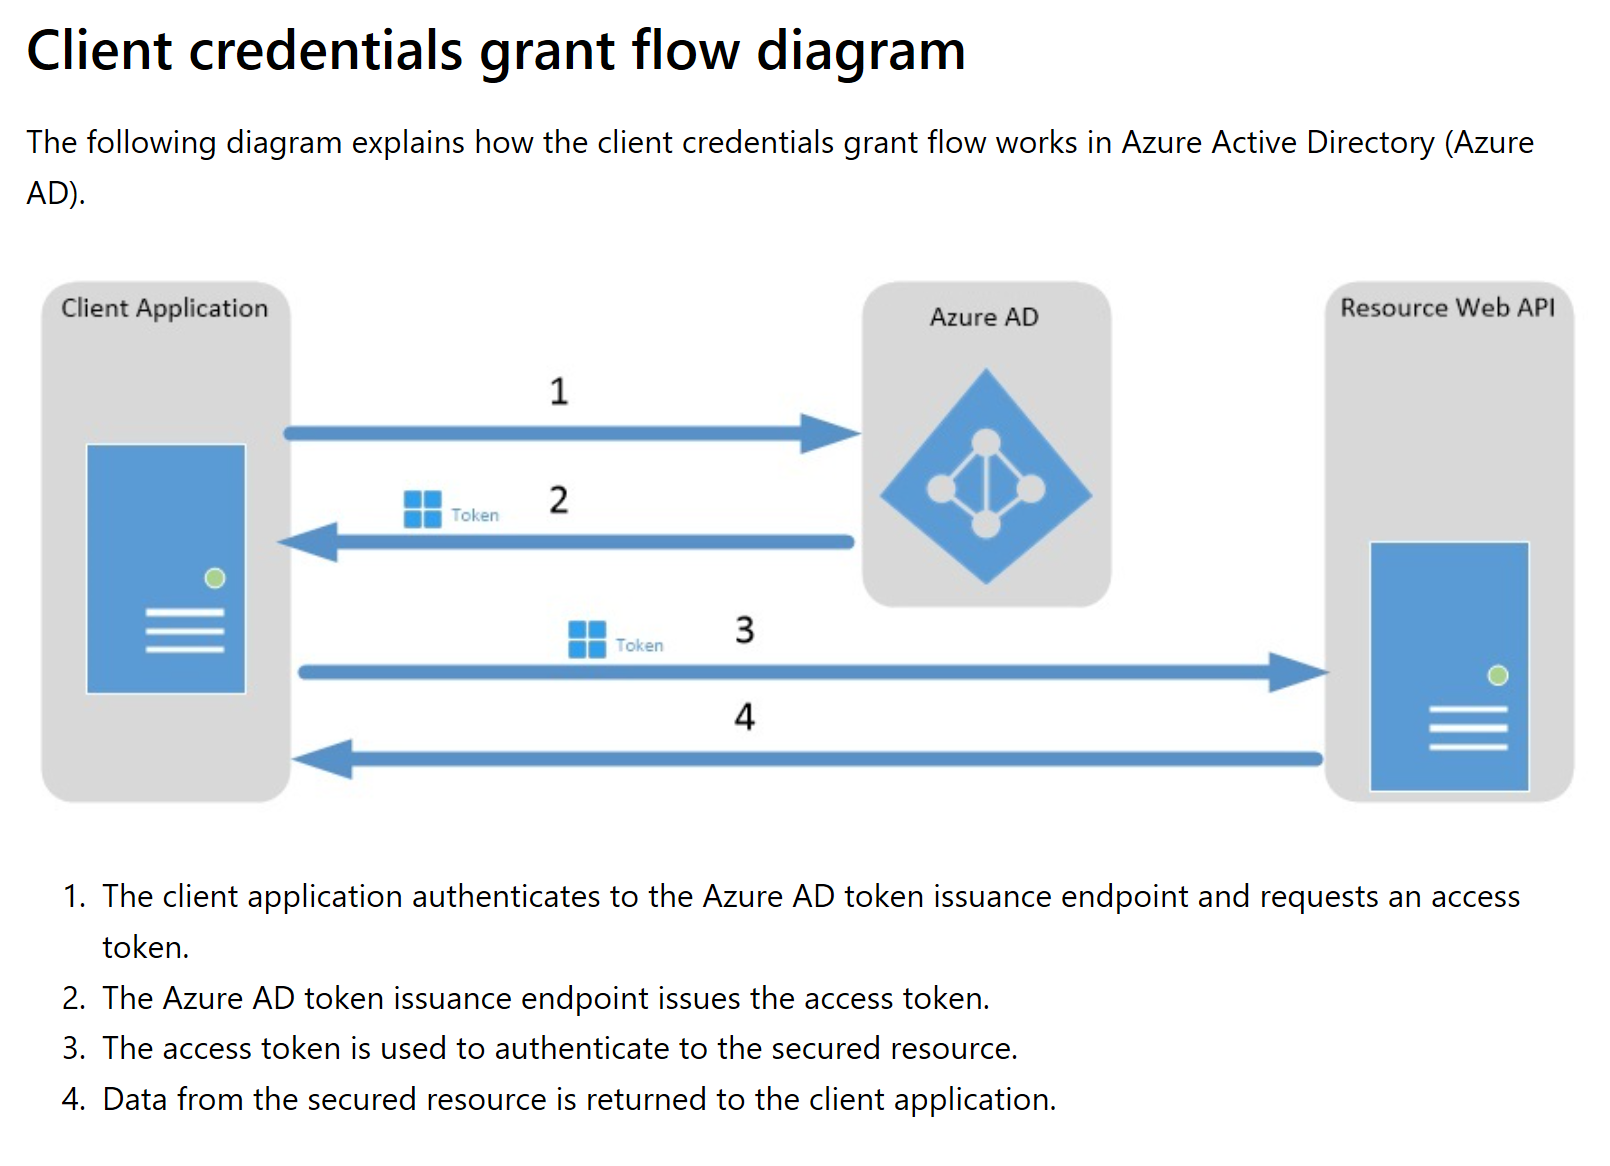 Client credentials grant flow diagram
The following diagram explains how the client credentials grant flow works in Azure Active Directory (Azure
AD).
Client Application
Azure AD
Resource Web API
1
Token
2
Token
3
4
1. The client application authenticates to the Azure AD token issuance endpoint and requests an access
token.
2. The Azure AD token issuance endpoint issues the access token.
3. The access token is used to authenticate to the secured resource.
4. Data from the secured resource is returned to the client application.